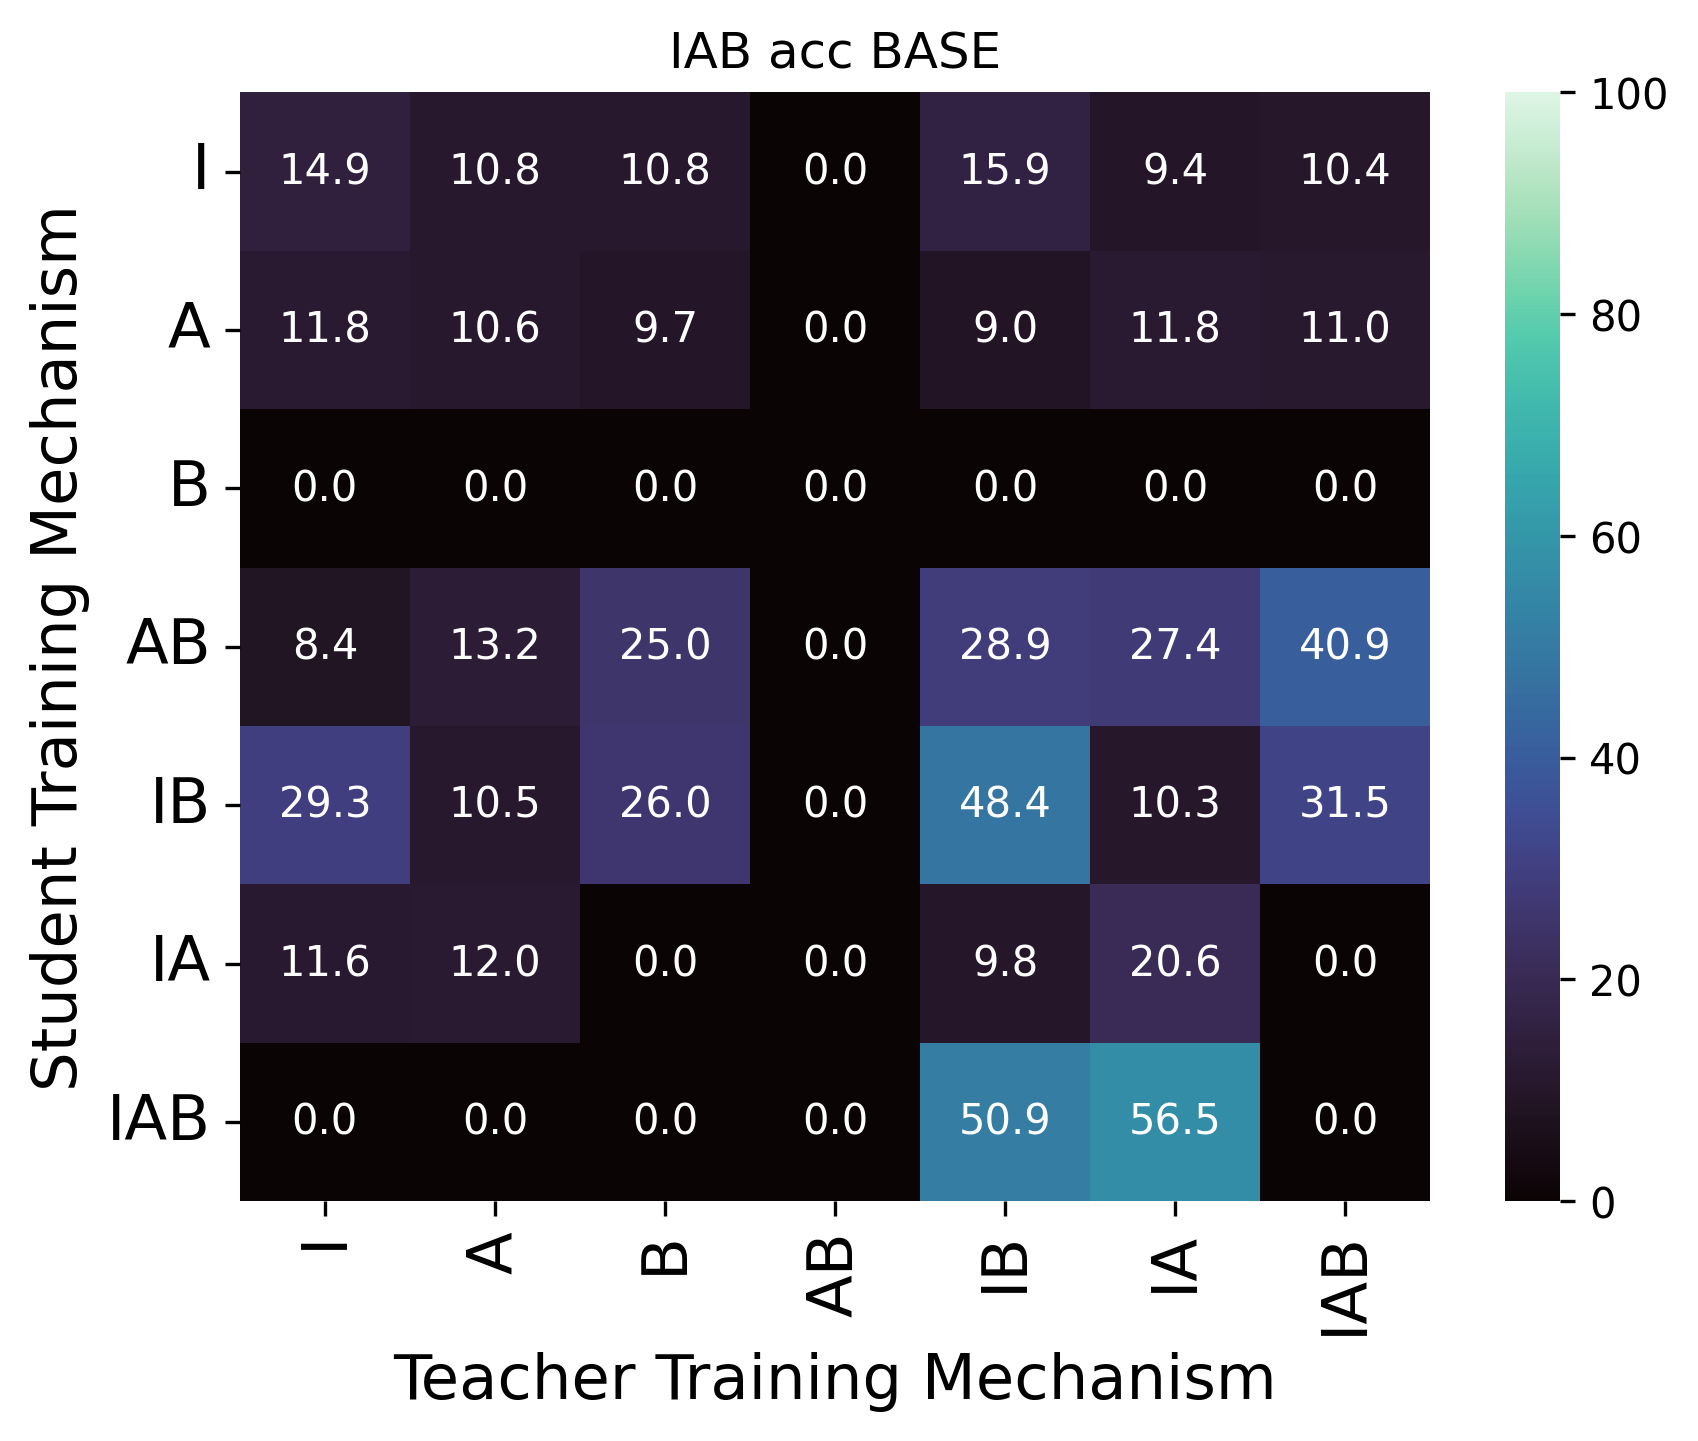 IAB acc BASE
I 14.9 10.8 10.8 0.0 15.9 9.4 10.4
A 11.8 10.6 9.7 0.0 9.0 11.8 11.0
B 0.0 0.0 0.0 0.0 0.0 0.0 0.0
AB 8.4 13.2 25.0 0.0 28.9 27.4 40.9
IB 29.3 10.5 26.0 0.0 48.4 10.3 31.5
IA 11.6 12.0 0.0 0.0 9.8 20.6 0.0
IAB 0.0 0.0 0.0 0.0 50.9 56.5 0.0
I A B AB IB IA IAB
Student Training Mechanism
Teacher Training Mechanism
100
80
60
40
20
0